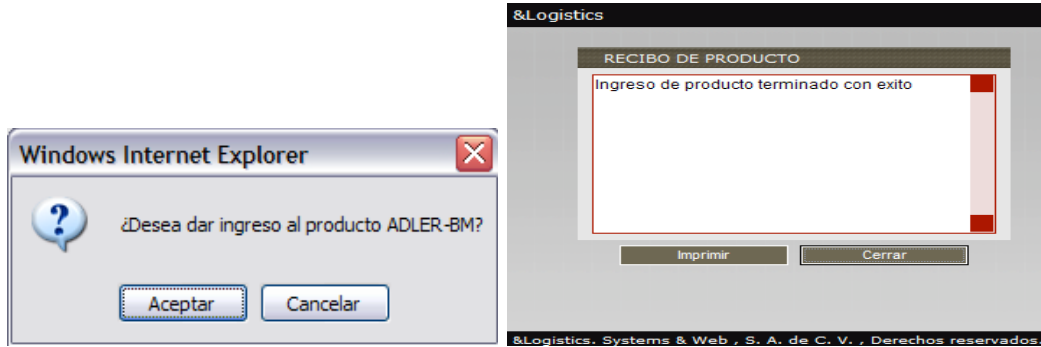 Windows Internet Explorer
¿Desea dar ingreso al producto ADLER-BM?
Aceptar
Cancelar
&Logistics
RECIBO DE PRODUCTO
Ingreso de producto terminado con exito
Imprimir
Cerrar
&Logistics. Systems & Web , S. A. de C. V. , Derechos reservados.